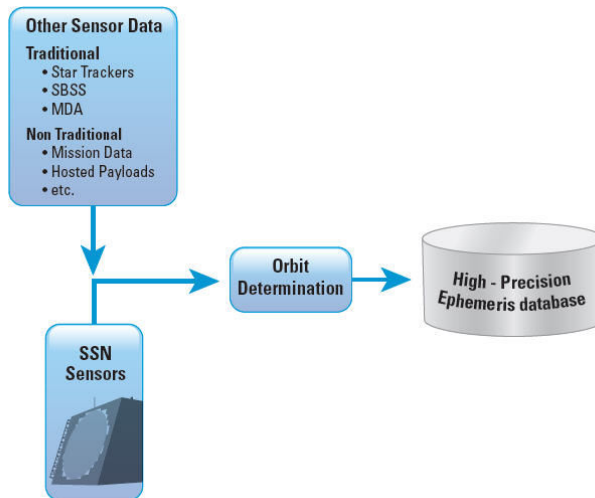 Other Sensor Data
Traditional
• Star Trackers
• SBSS
• MDA
Non Traditional
• Mission Data
• Hosted Payloads
• etc.
Orbit
Determination
High - Precision
Ephemeris database
SSN
Sensors